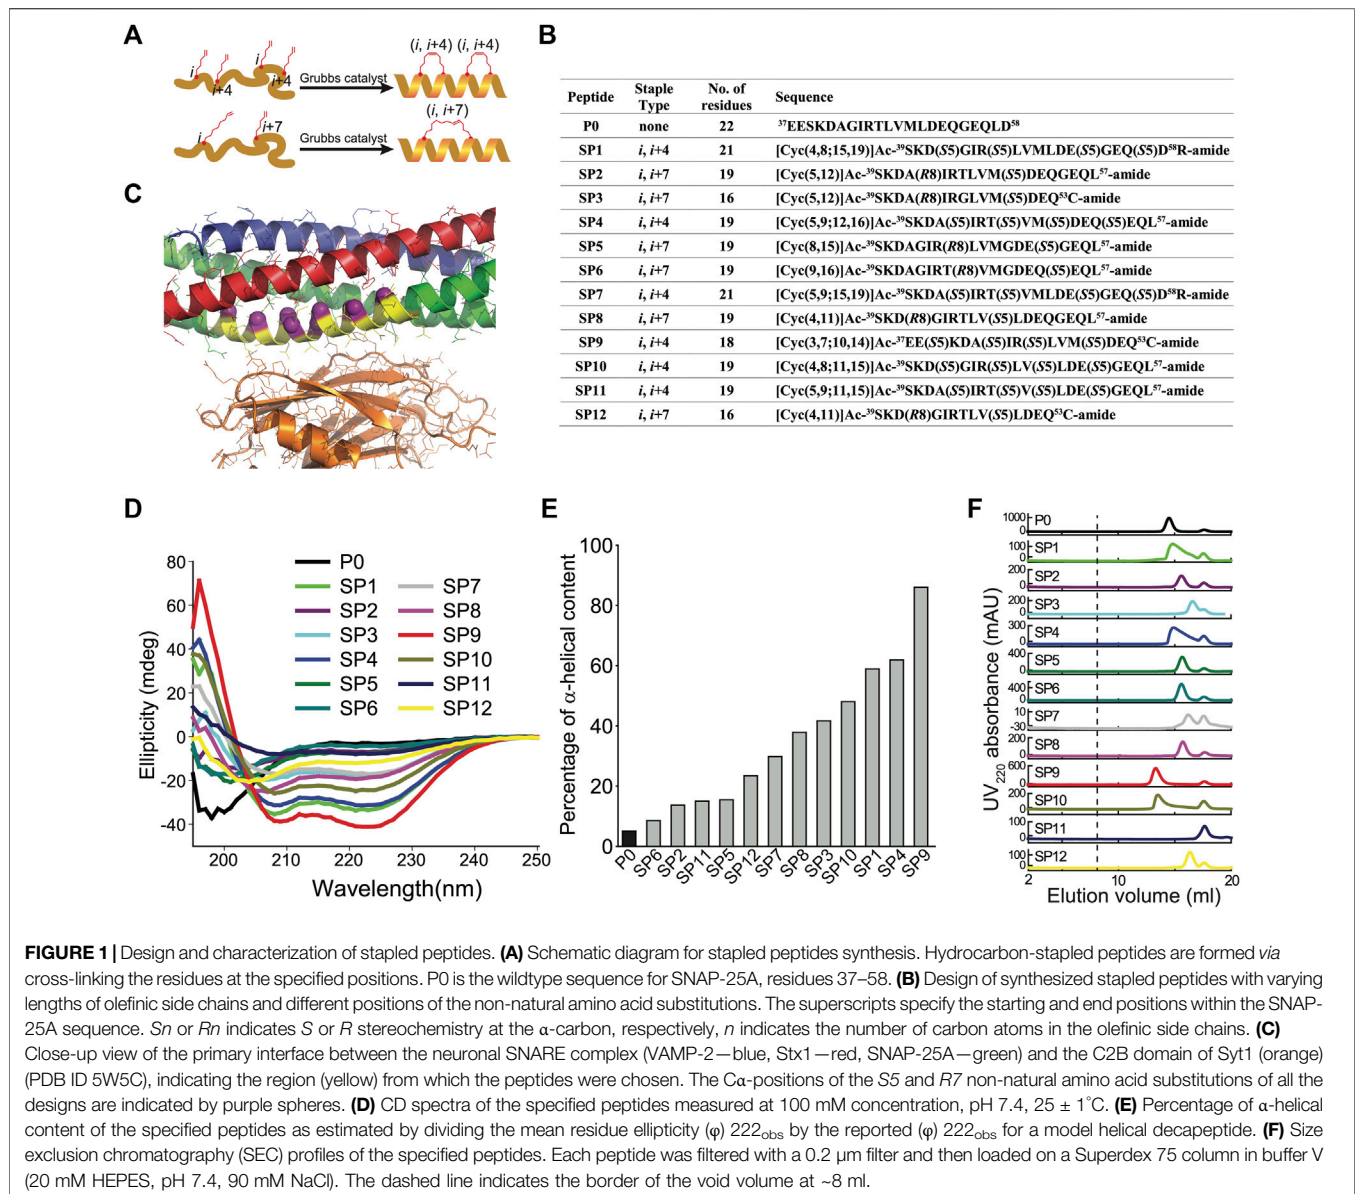 A
(i, i+4) (i, i+4)
i
i+4
i
i+4
Grubbs catalyst
(i, i+7)
i
i+7
Grubbs catalyst
B
Peptide Staple Type No. of residues Sequence
P0 none 22 ³⁷EESKDAGIRTLVMLDEQGEQLD⁵⁸
SP1 i, i+4 21 [Cyc(4,8;15,19)]Ac-³⁹SKD(S5)GIR(S5)LVMLDE(S5)GEQ(S5)D⁵⁸R-amide
SP2 i, i+7 19 [Cyc(5,12)]Ac-³⁹SKDA(R8)IRTLVM(S5)DEQGEQL⁵⁷-amide
SP3 i, i+7 16 [Cyc(5,12)]Ac-³⁹SKDA(R8)IRGLVM(S5)DEQ⁵³C-amide
SP4 i, i+4 19 [Cyc(5,9;12,16)]Ac-³⁹SKDA(S5)IRT(S5)VM(S5)DEQ(S5)EQL⁵⁷-amide
SP5 i, i+7 19 [Cyc(8,15)]Ac-³⁹SKDAGIR(R8)LVMGDE(S5)GEQL⁵⁷-amide
SP6 i, i+7 19 [Cyc(9,16)]Ac-³⁹SKDAGIRT(R8)VMGDEQ(S5)EQL⁵⁷-amide
SP7 i, i+4 21 [Cyc(5,9;15,19)]Ac-³⁹SKDA(S5)IRT(S5)VMLDE(S5)GEQ(S5)D⁵⁸R-amide
SP8 i, i+7 19 [Cyc(4,11)]Ac-³⁹SKD(R8)GIRTLV(S5)LDEQGEQL⁵⁷-amide
SP9 i, i+4 18 [Cyc(3,7;10,14)]Ac-³⁷EE(S5)KDA(S5)IR(S5)LVM(S5)DEQ⁵³C-amide
SP10 i, i+4 19 [Cyc(4,8;11,15)]Ac-³⁹SKD(S5)GIR(S5)LV(S5)LDE(S5)GEQL⁵⁷-amide
SP11 i, i+4 19 [Cyc(5,9;11,15)]Ac-³⁹SKDA(S5)IRT(S5)V(S5)LDE(S5)GEQL⁵⁷-amide
SP12 i, i+7 16 [Cyc(4,11)]Ac-³⁹SKD(R8)GIRTLV(S5)LDEQ⁵³C-amide
C
D
Ellipticity (mdeg)
80
60
40
20
0
-20
-40
200 210 220 230 240 250
Wavelength(nm)
P0
SP1
SP2
SP3
SP4
SP5
SP6
SP7
SP8
SP9
SP10
SP11
SP12
E
Percentage of α-helical content
100
80
60
40
20
0
P0 SP6 SP2 SP11 SP5 SP12 SP7 SP8 SP3 SP10 SP1 SP4 SP9
F
UV₂₂₀ absorbance (mAU)
1000 P0
0
100 SP1
0
200 SP2
0
200 SP3
0
300 SP4
0
400 SP5
0
400 SP6
0
10 SP7
-30
200 SP8
0
600 SP9
0
200 SP10
0
SP11
100 SP12
0
2 10 20
Elution volume (ml)
FIGURE 1 | Design and characterization of stapled peptides. (A) Schematic diagram for stapled peptides synthesis. Hydrocarbon-stapled peptides are formed via
cross-linking the residues at the specified positions. P0 is the wildtype sequence for SNAP-25A, residues 37–58. (B) Design of synthesized stapled peptides with varying
lengths of olefinic side chains and different positions of the non-natural amino acid substitutions. The superscripts specify the starting and end positions within the SNAP-
25A sequence. Sn or Rn indicates S or R stereochemistry at the α-carbon, respectively, n indicates the number of carbon atoms in the olefinic side chains. (C)
Close-up view of the primary interface between the neuronal SNARE complex (VAMP-2—blue, Stx1—red, SNAP-25A—green) and the C2B domain of Syt1 (orange)
(PDB ID 5W5C), indicating the region (yellow) from which the peptides were chosen. The Cα-positions of the S5 and R7 non-natural amino acid substitutions of all the
designs are indicated by purple spheres. (D) CD spectra of the specified peptides measured at 100 mM concentration, pH 7.4, 25 ± 1°C. (E) Percentage of α-helical
content of the specified peptides as estimated by dividing the mean residue ellipticity (φ) 222obs by the reported (φ) 222obs for a model helical decapeptide. (F) Size
exclusion chromatography (SEC) profiles of the specified peptides. Each peptide was filtered with a 0.2 μm filter and then loaded on a Superdex 75 column in buffer V
(20 mM HEPES, pH 7.4, 90 mM NaCl). The dashed line indicates the border of the void volume at ~8 ml.